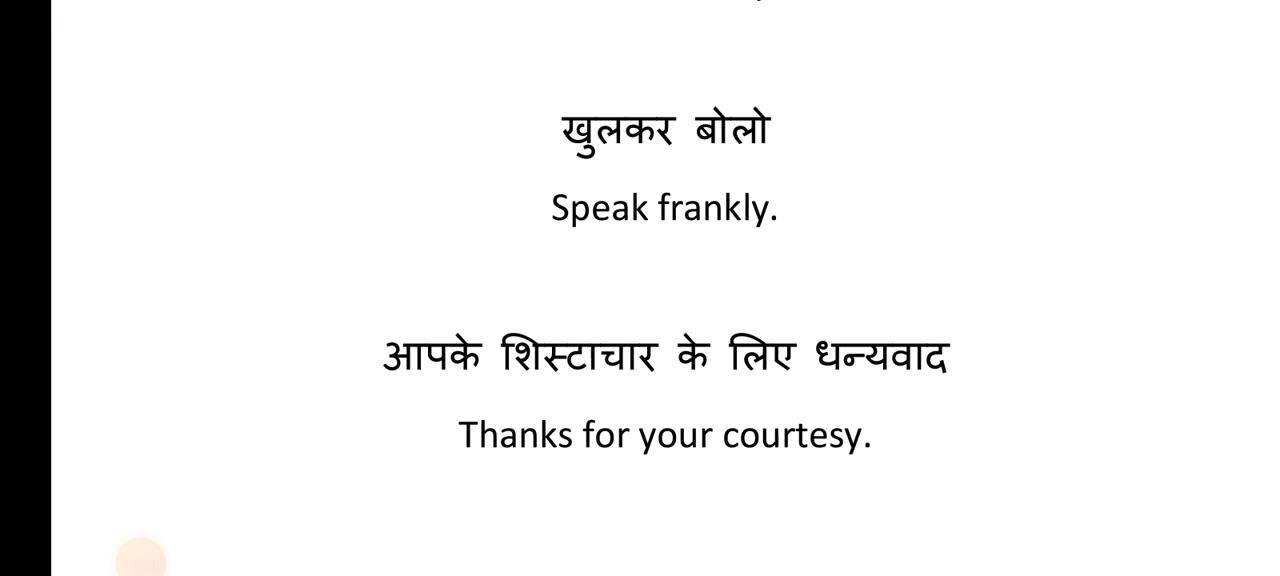 खुलकर बोलो
Speak frankly.
आपके शिस्टाचार के लिए धन्यवाद
Thanks for your courtesy.